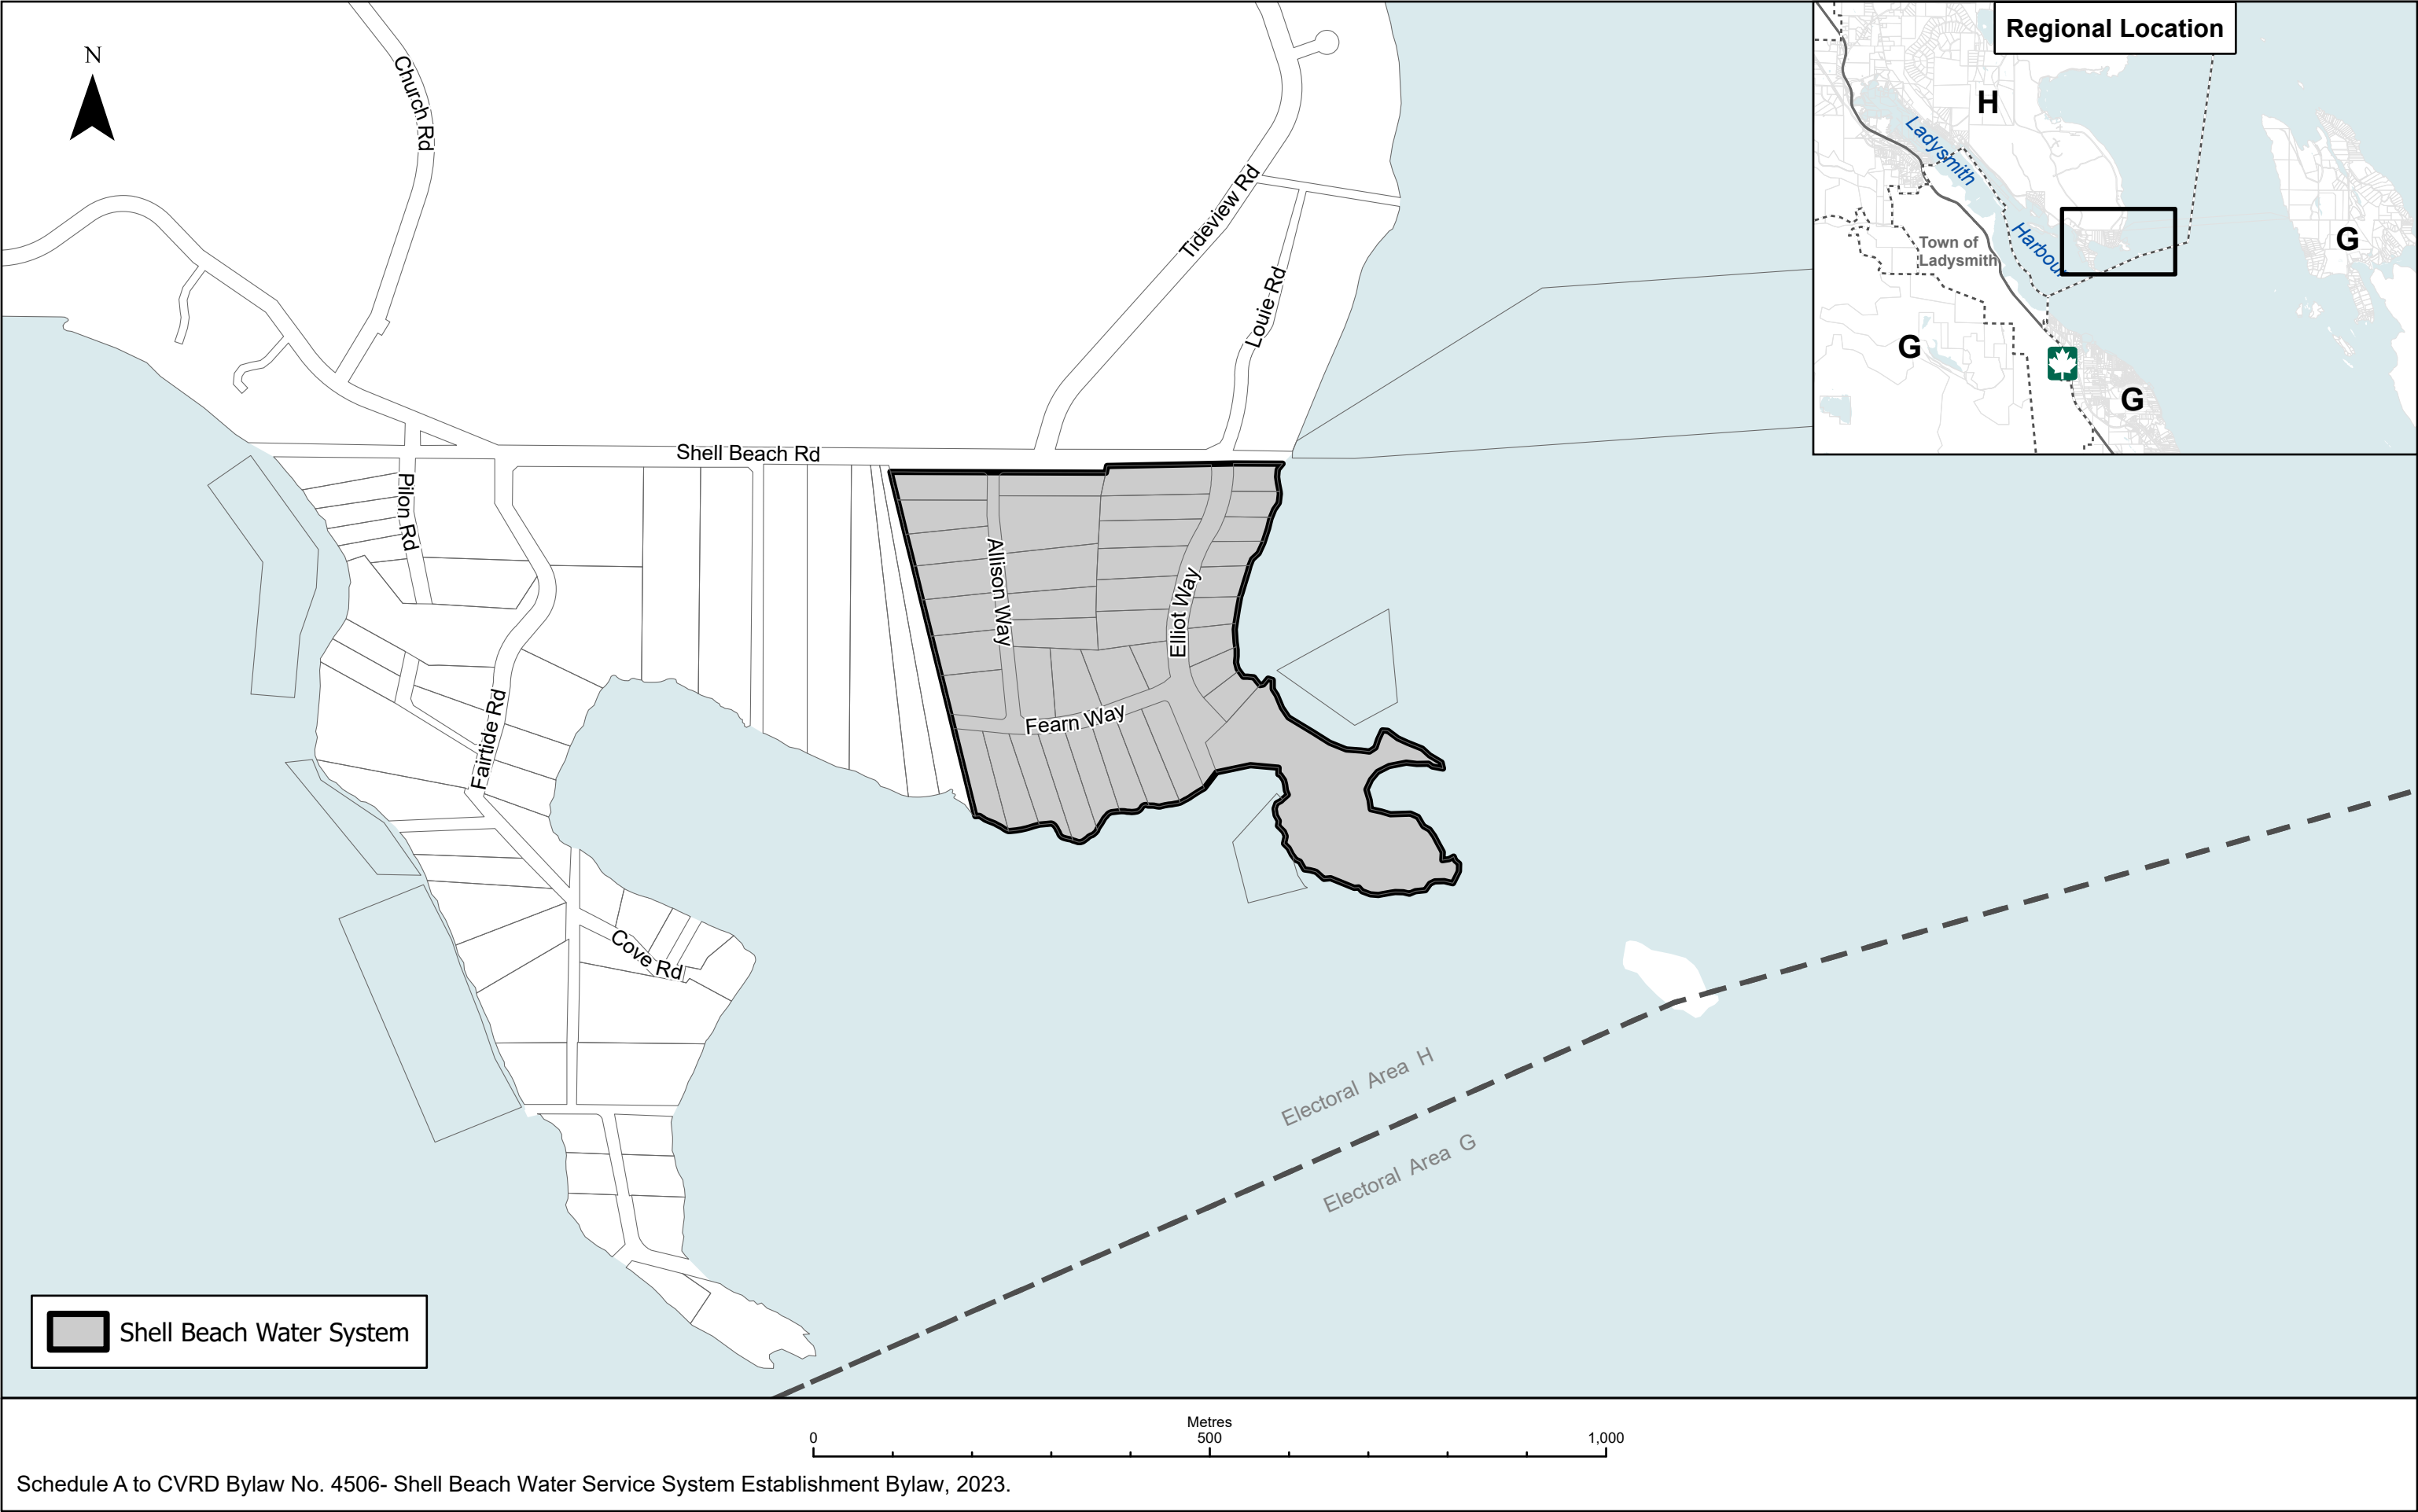 N
Church Rd
Tideview Rd
Louie Rd
Shell Beach Rd
Pilon Rd
Allison Way
Elliot Way
Fearn Way
Fairtide Rd
Cove Rd
Electoral Area H
Electoral Area G
Regional Location
H
Ladysmith
Harbour
Town of
Ladysmith
G
G
G
Shell Beach Water System
Metres
0 500 1,000
Schedule A to CVRD Bylaw No. 4506- Shell Beach Water Service System Establishment Bylaw, 2023.